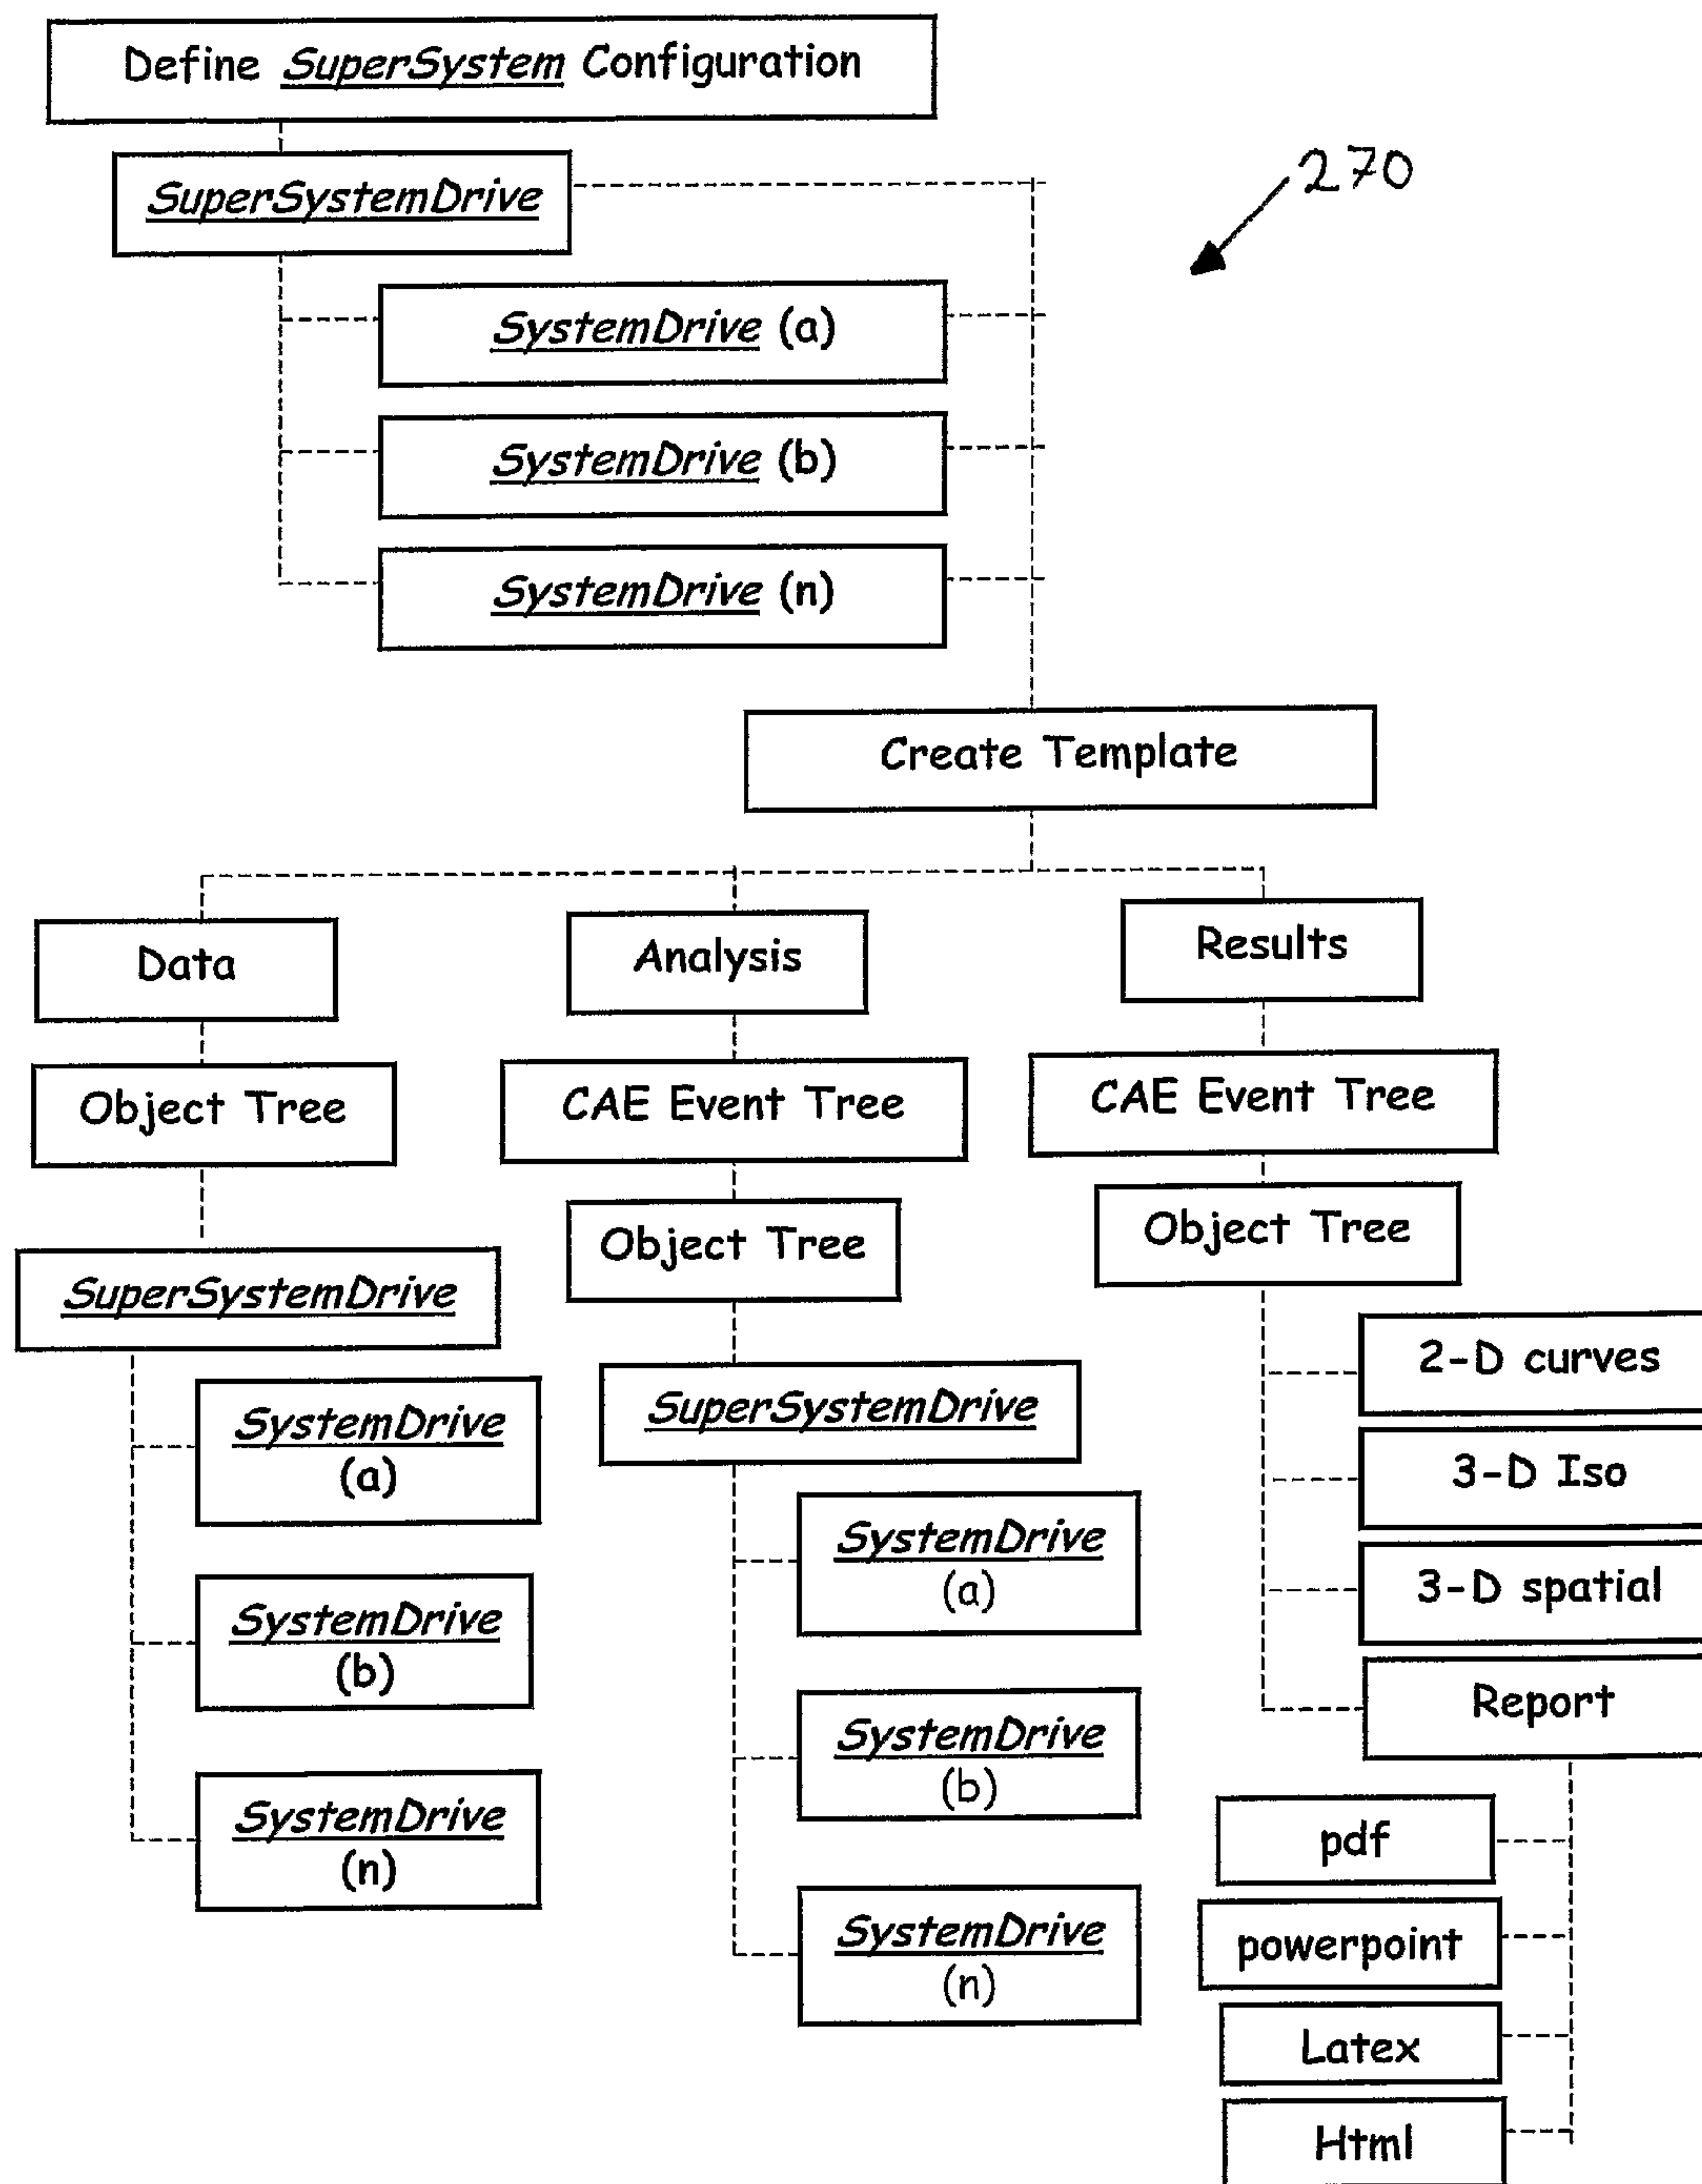 Define SuperSystem Configuration
SuperSystemDrive
270
SystemDrive (a)
SystemDrive (b)
SystemDrive (n)
Create Template
Data
Analysis
Results
Object Tree
CAE Event Tree
CAE Event Tree
Object Tree
Object Tree
SuperSystemDrive
2-D curves
SystemDrive
(a)
SuperSystemDrive
3-D Iso
SystemDrive
(a)
3-D spatial
SystemDrive
(b)
Report
SystemDrive
(b)
SystemDrive
(n)
pdf
SystemDrive
(n)
powerpoint
Latex
Html